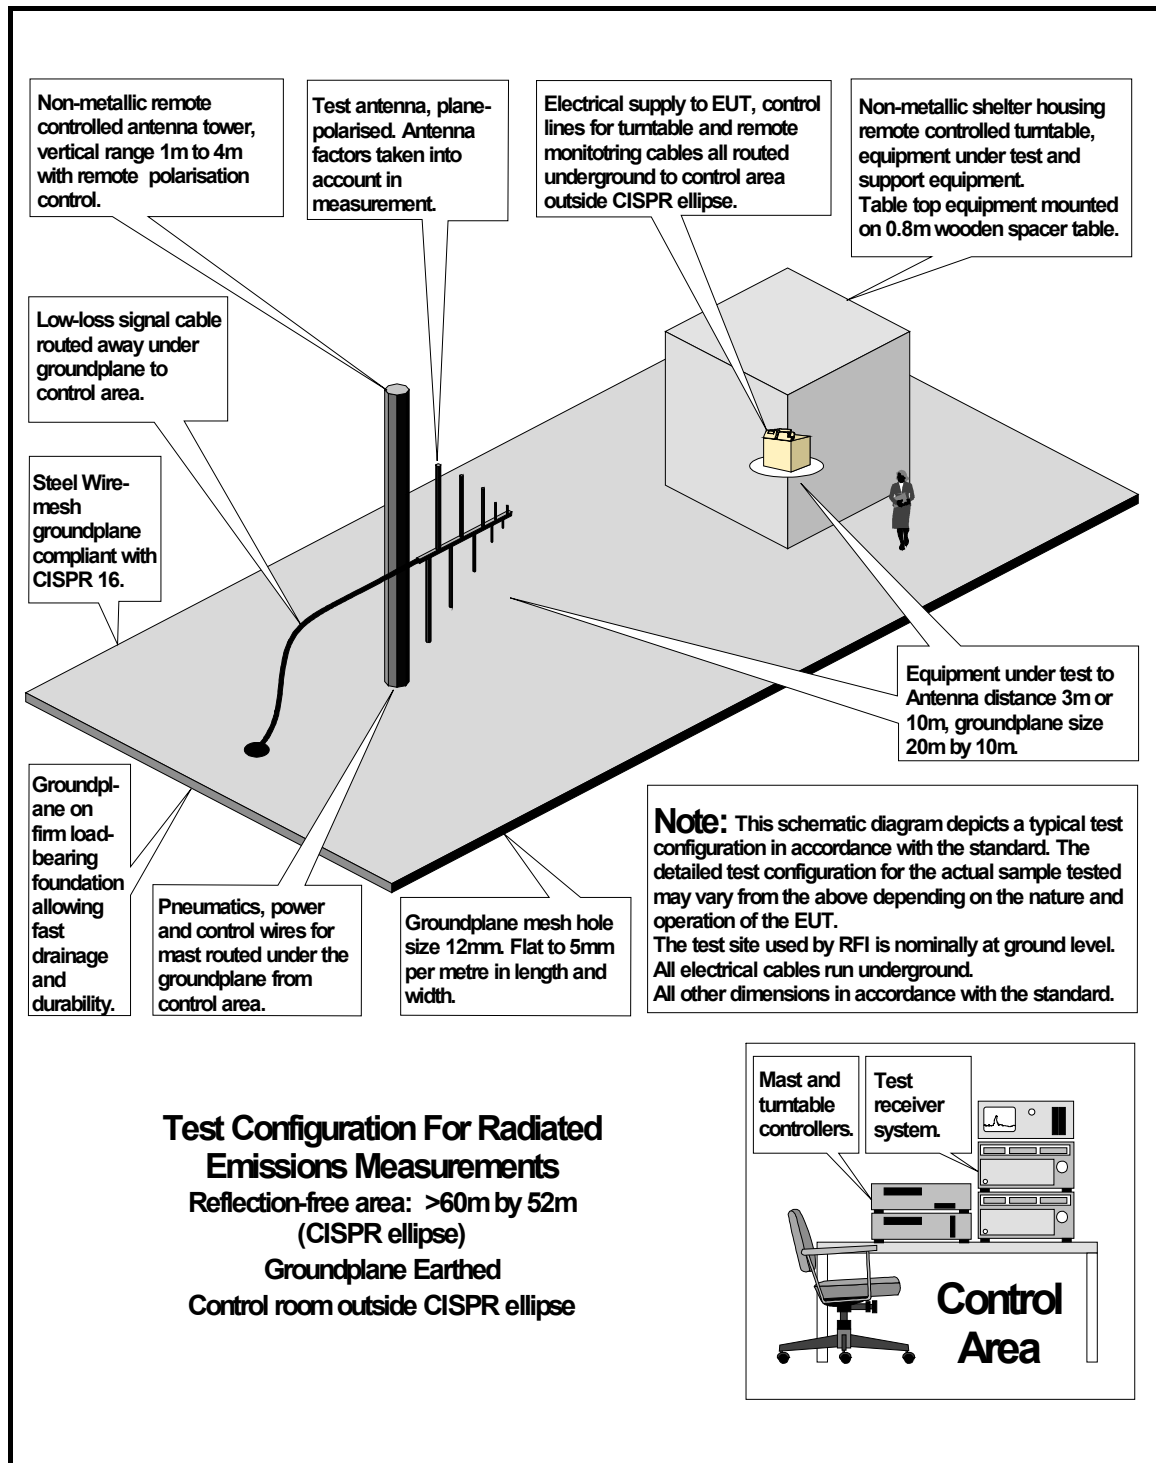 Non-metallic remote
controlled antenna tower,
vertical range 1m to 4m
with remote polarisation
control.
Test antenna, plane-
polarised. Antenna
factors taken into
account in
measurement.
Electrical supply to EUT, control
lines for turntable and remote
monitotring cables all routed
underground to control area
outside CISPR ellipse.
Non-metallic shelter housing
remote controlled turntable,
equipment under test and
support equipment.
Table top equipment mounted
on 0.8m wooden spacer table.
Low-loss signal cable
routed away under
groundplane to
control area.
Steel Wire-
mesh
groundplane
compliant with
CISPR 16.
Equipment under test to
Antenna distance 3m or
10m, groundplane size
20m by 10m.
Groundpl-
ane on
firm load-
bearing
foundation
allowing
fast
drainage
and
durability.
Pneumatics, power
and control wires for
mast routed under the
groundplane from
control area.
Groundplane mesh hole
size 12mm. Flat to 5mm
per metre in length and
width.
Note: This schematic diagram depicts a typical test
configuration in accordance with the standard. The
detailed test configuration for the actual sample tested
may vary from the above depending on the nature and
operation of the EUT.
The test site used by RFI is nominally at ground level.
All electrical cables run underground.
All other dimensions in accordance with the standard.
Test Configuration For Radiated
Emissions Measurements
Reflection-free area: >60m by 52m
(CISPR ellipse)
Groundplane Earthed
Control room outside CISPR ellipse
Mast and
turntable
controllers.
Test
receiver
system.
Control
Area